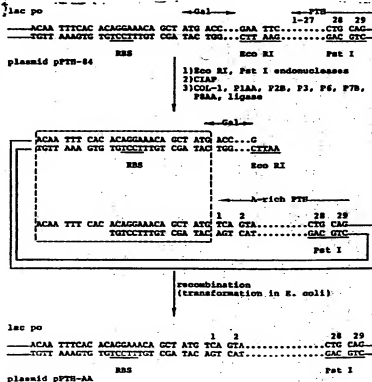 Gal PTH
1-27 28 29
ACAA TTTCAC ACAGGAAACA GCT ATG ACC...GAA TTC..........CTG CAG
TGTT AAAGTG TGTCCTTTGT CGA TAC TGG...CTT AAG..........GAC GTC
RBS Eco RI Pst I
plasmid pPTH-84
1)Eco RI, Pst I endonucleases
2)CIAP
3)COL-1, P1AA, P2B, P3, P6, P7B, P8AA, ligase
Gal
ACAA TTT CAC ACAGGAAACA GCT ATG ACC...G
TGTT AAA GTG TGTCCTTTGT CGA TAC TGG...CTTAA
RBS Eco RI
A-rich PTH
1 2 28 29
ACAA TTT CAC ACAGGAAACA GCT ATG TCA GTA..........CTG CAG
TGTCCTTTGT CGA TAC AGT CAT..........GAC GTC
Pst I
recombination
(transformation in E. coli)
lac po
1 2 28 29
ACAA TTTCAC ACAGGAAACA GCT ATG TCA GTA..........CTG CAG
TGTT AAAGTG TGTCCTTTGT CGA TAC AGT CAT..........GAC GTC
RBS Pst I
plasmid pPTH-AA